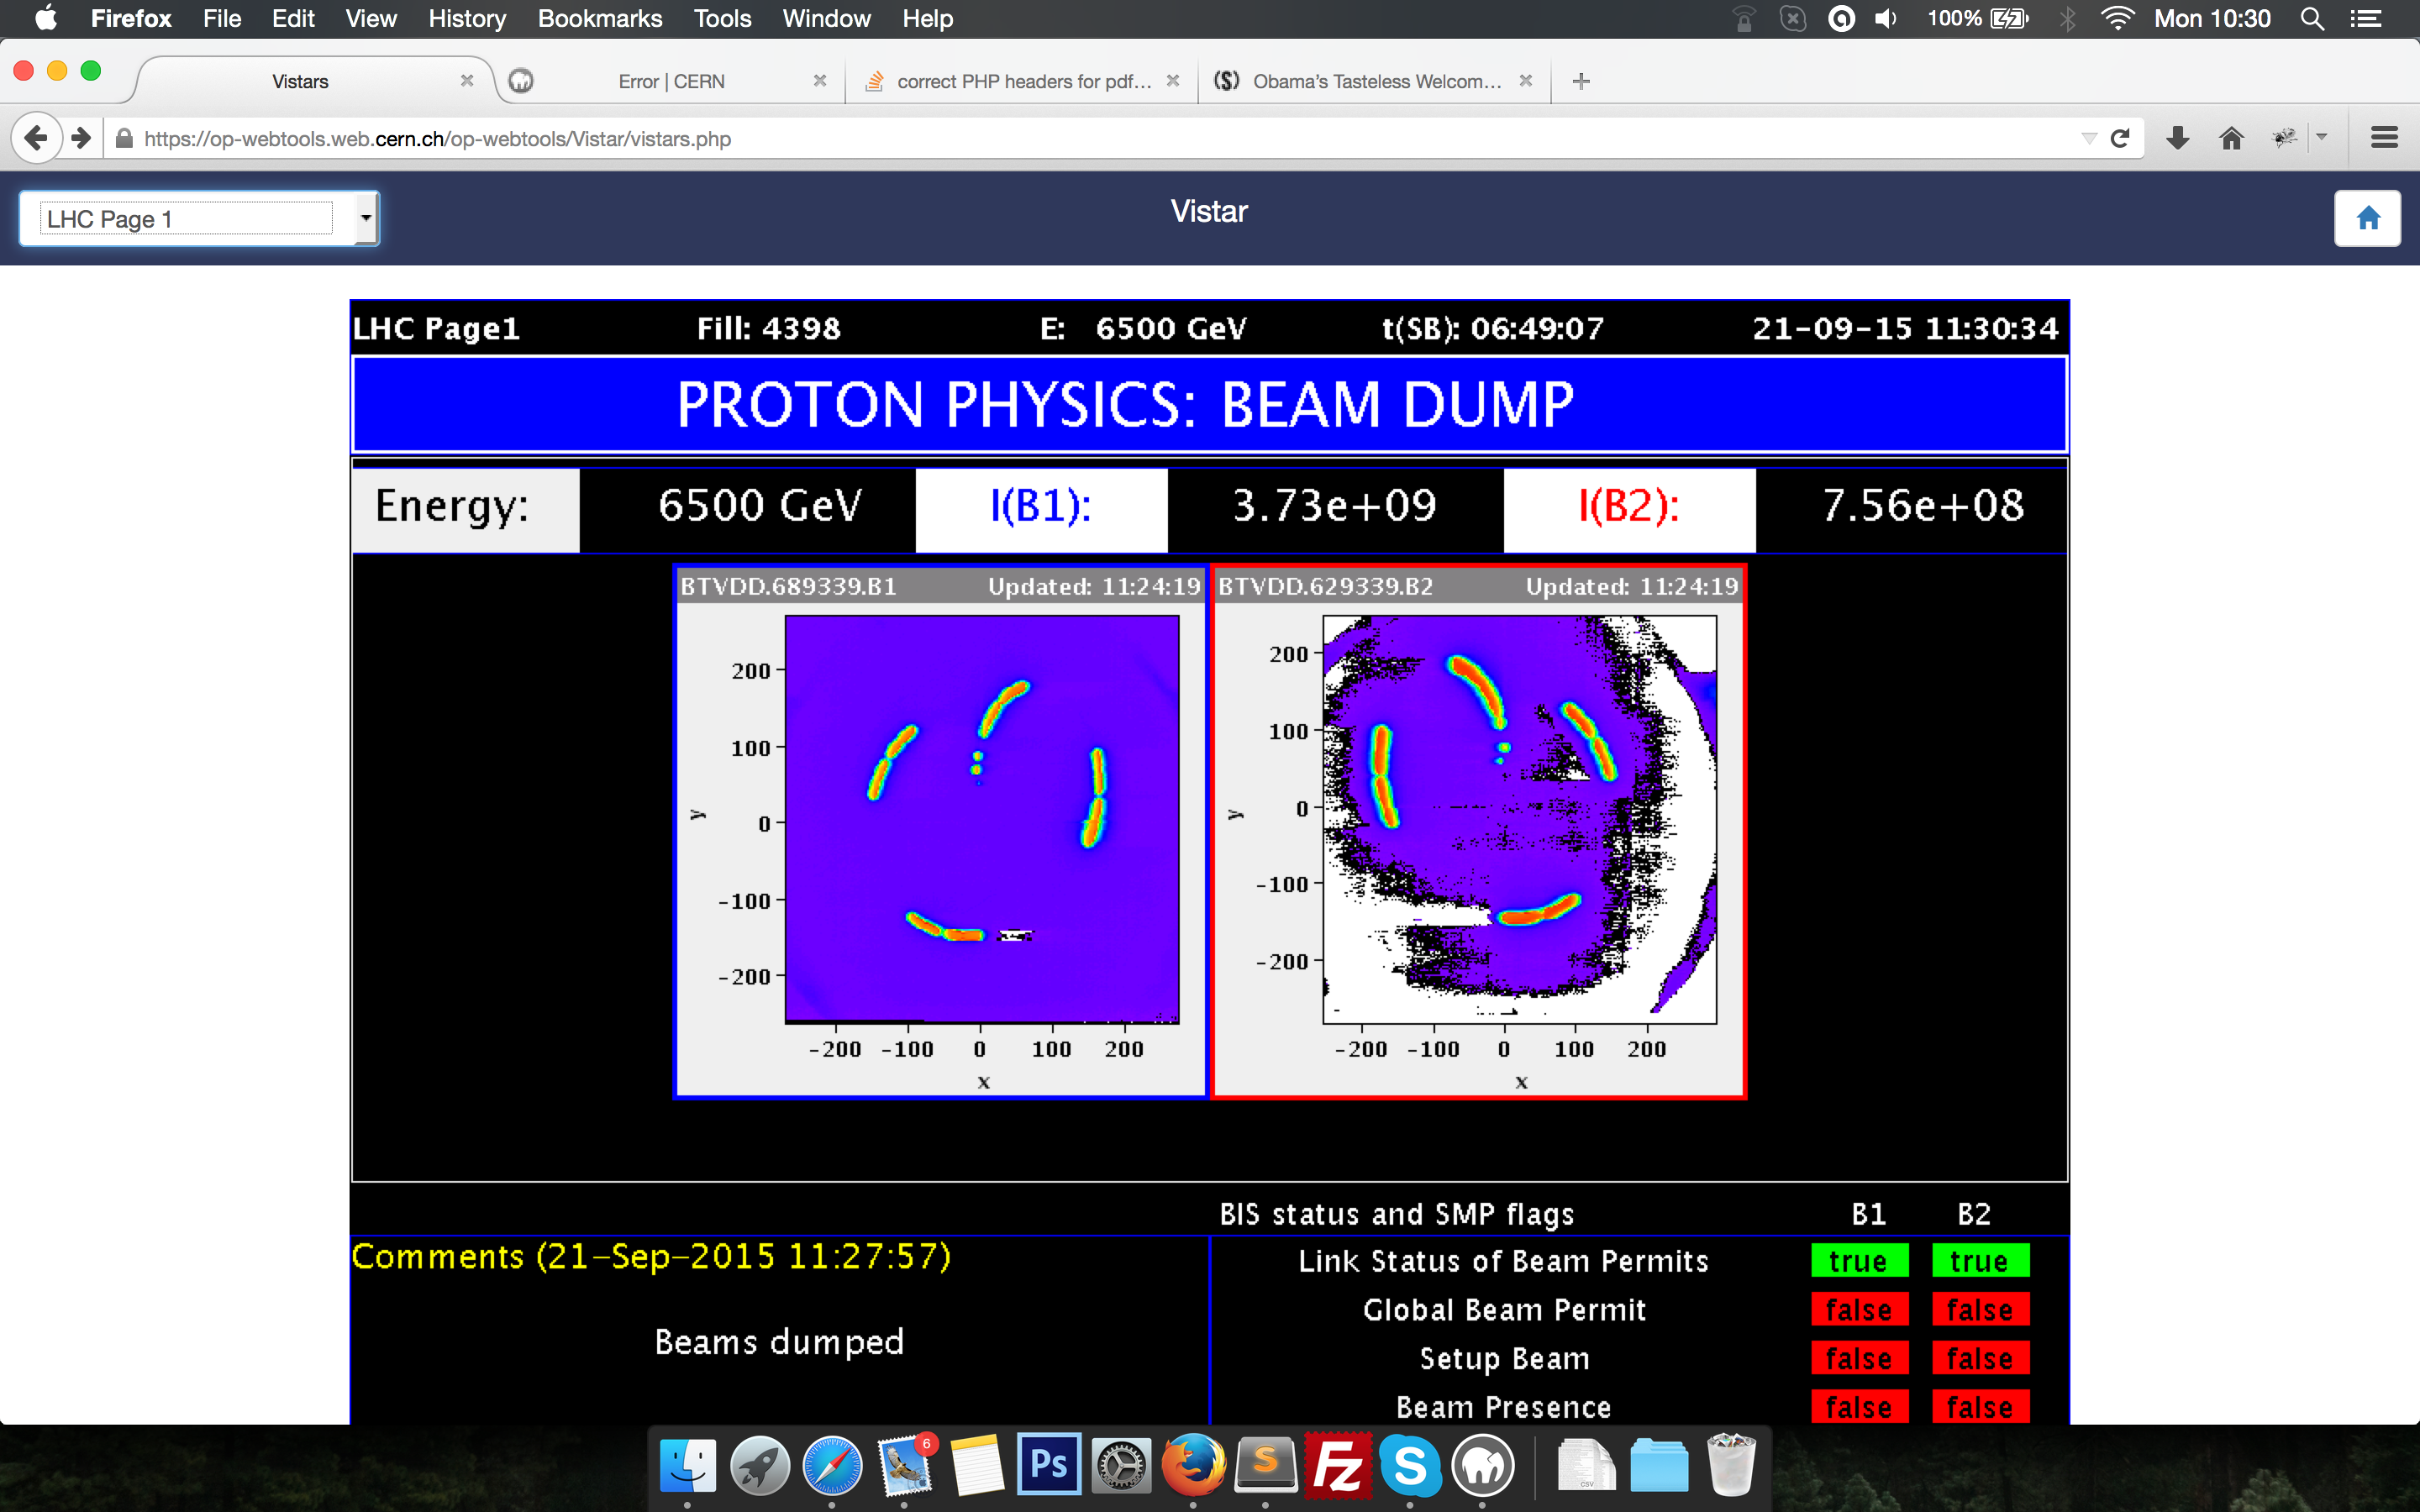 Firefox File Edit View History Bookmarks Tools Window Help 100% Mon 10:30
Vistars Error | CERN correct PHP headers for pdf... Obama's Tasteless Welcom...
https://op-webtools.web.cern.ch/op-webtools/Vistar/vistars.php
LHC Page 1 Vistar
LHC Page1 Fill: 4398 E: 6500 GeV t(SB): 06:49:07 21-09-15 11:30:34
PROTON PHYSICS: BEAM DUMP
Energy: 6500 GeV I(B1): 3.73e+09 I(B2): 7.56e+08
BTVDD.689339.B1 Updated: 11:24:19 BTVDD.629339.B2 Updated: 11:24:19
200 200
100 100
y 0 y 0
-100 -100
-200 -200
-200 -100 0 100 200 -200 -100 0 100 200
x x
BIS status and SMP flags B1 B2
Comments (21-Sep-2015 11:27:57)
Beams dumped
Link Status of Beam Permits true true
Global Beam Permit false false
Setup Beam false false
Beam Presence false false
6 Ps S Fz S CSV